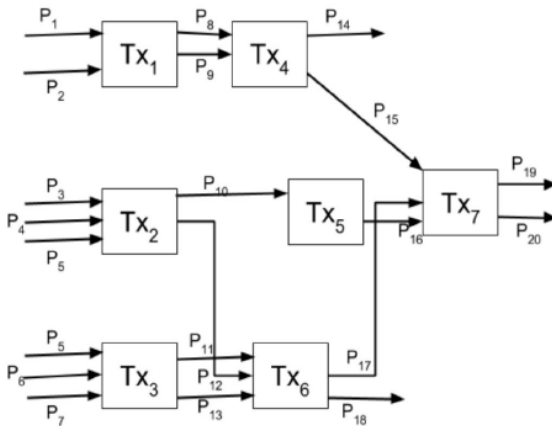 P₁ P₈ P₁₄
Tx₁ Tx₄
P₂ P₉
P₁₅
P₃ P₁₀ P₁₉
P₄ Tx₂ Tx₅ Tx₇
P₅ P₁₆ P₂₀
P₅ P₁₁ P₁₇
P₆ Tx₃ P₁₂ Tx₆
P₇ P₁₃ P₁₈